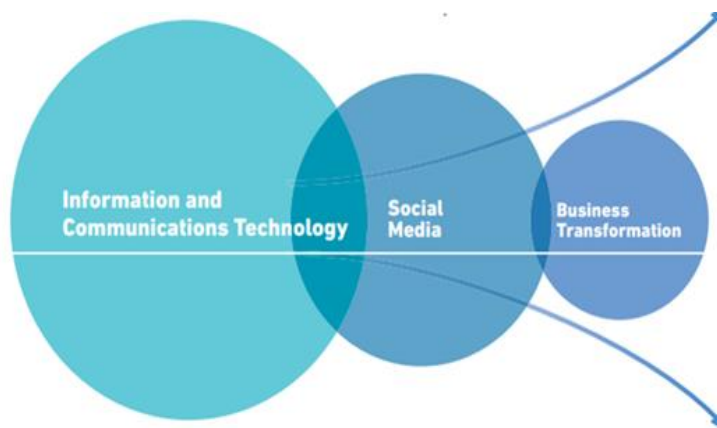 Information and
Communications Technology
Social
Media
Business
Transformation